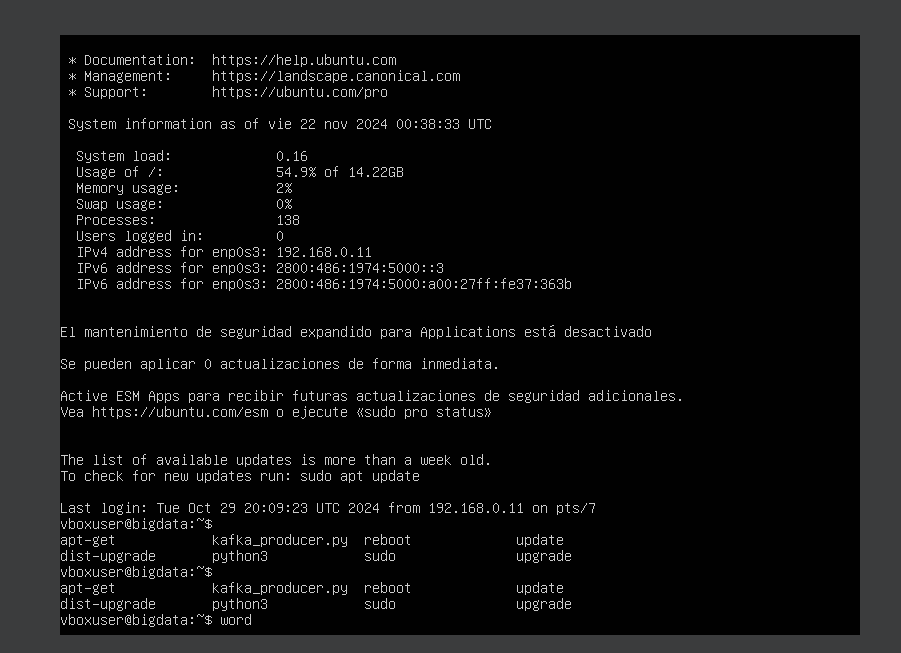 * Documentation:  https://help.ubuntu.com
* Management:     https://landscape.canonical.com
* Support:        https://ubuntu.com/pro
System information as of vie 22 nov 2024 00:38:33 UTC
System load:             0.16
Usage of /:              54.9% of 14.22GB
Memory usage:            2%
Swap usage:              0%
Processes:               138
Users logged in:         0
IPv4 address for enp0s3: 192.168.0.11
IPv6 address for enp0s3: 2800:486:1974:5000::3
IPv6 address for enp0s3: 2800:486:1974:5000:a00:27ff:fe37:363b
El mantenimiento de seguridad expandido para Applications está desactivado
Se pueden aplicar 0 actualizaciones de forma inmediata.
Active ESM Apps para recibir futuras actualizaciones de seguridad adicionales.
Vea https://ubuntu.com/esm o ejecute «sudo pro status»
The list of available updates is more than a week old.
To check for new updates run: sudo apt update
Last login: Tue Oct 29 20:09:23 UTC 2024 from 192.168.0.11 on pts/7
vboxuser@bigdata:~$
apt-get            kafka_producer.py  reboot             update
dist-upgrade       python3            sudo               upgrade
vboxuser@bigdata:~$
apt-get            kafka_producer.py  reboot             update
dist-upgrade       python3            sudo               upgrade
vboxuser@bigdata:~$ word